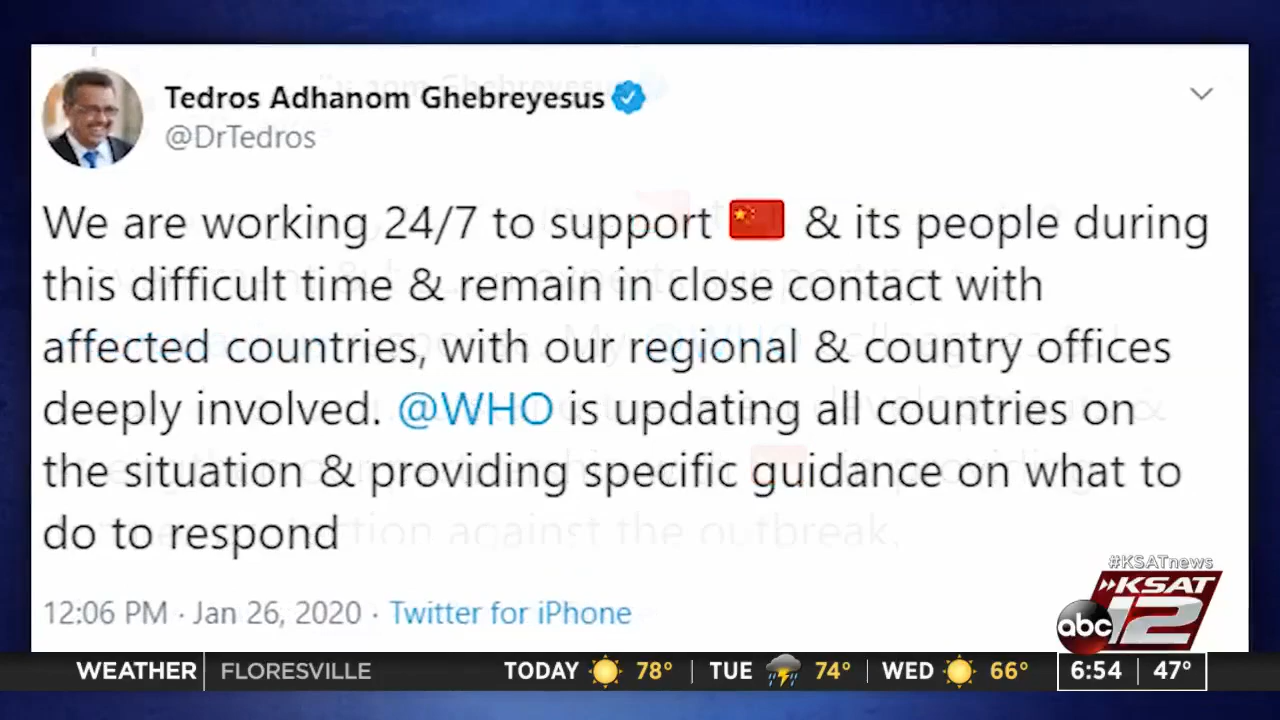 Tedros Adhanom Ghebreyesus
@DrTedros
We are working 24/7 to support 🇨🇳 & its people during
this difficult time & remain in close contact with
affected countries, with our regional & country offices
deeply involved. @WHO is updating all countries on
the situation & providing specific guidance on what to
do to respond
12:06 PM · Jan 26, 2020 · Twitter for iPhone
#KSATnews
KSAT
abc 12
WEATHER FLORESVILLE TODAY 78° TUE 74° WED 66° 6:54 47°